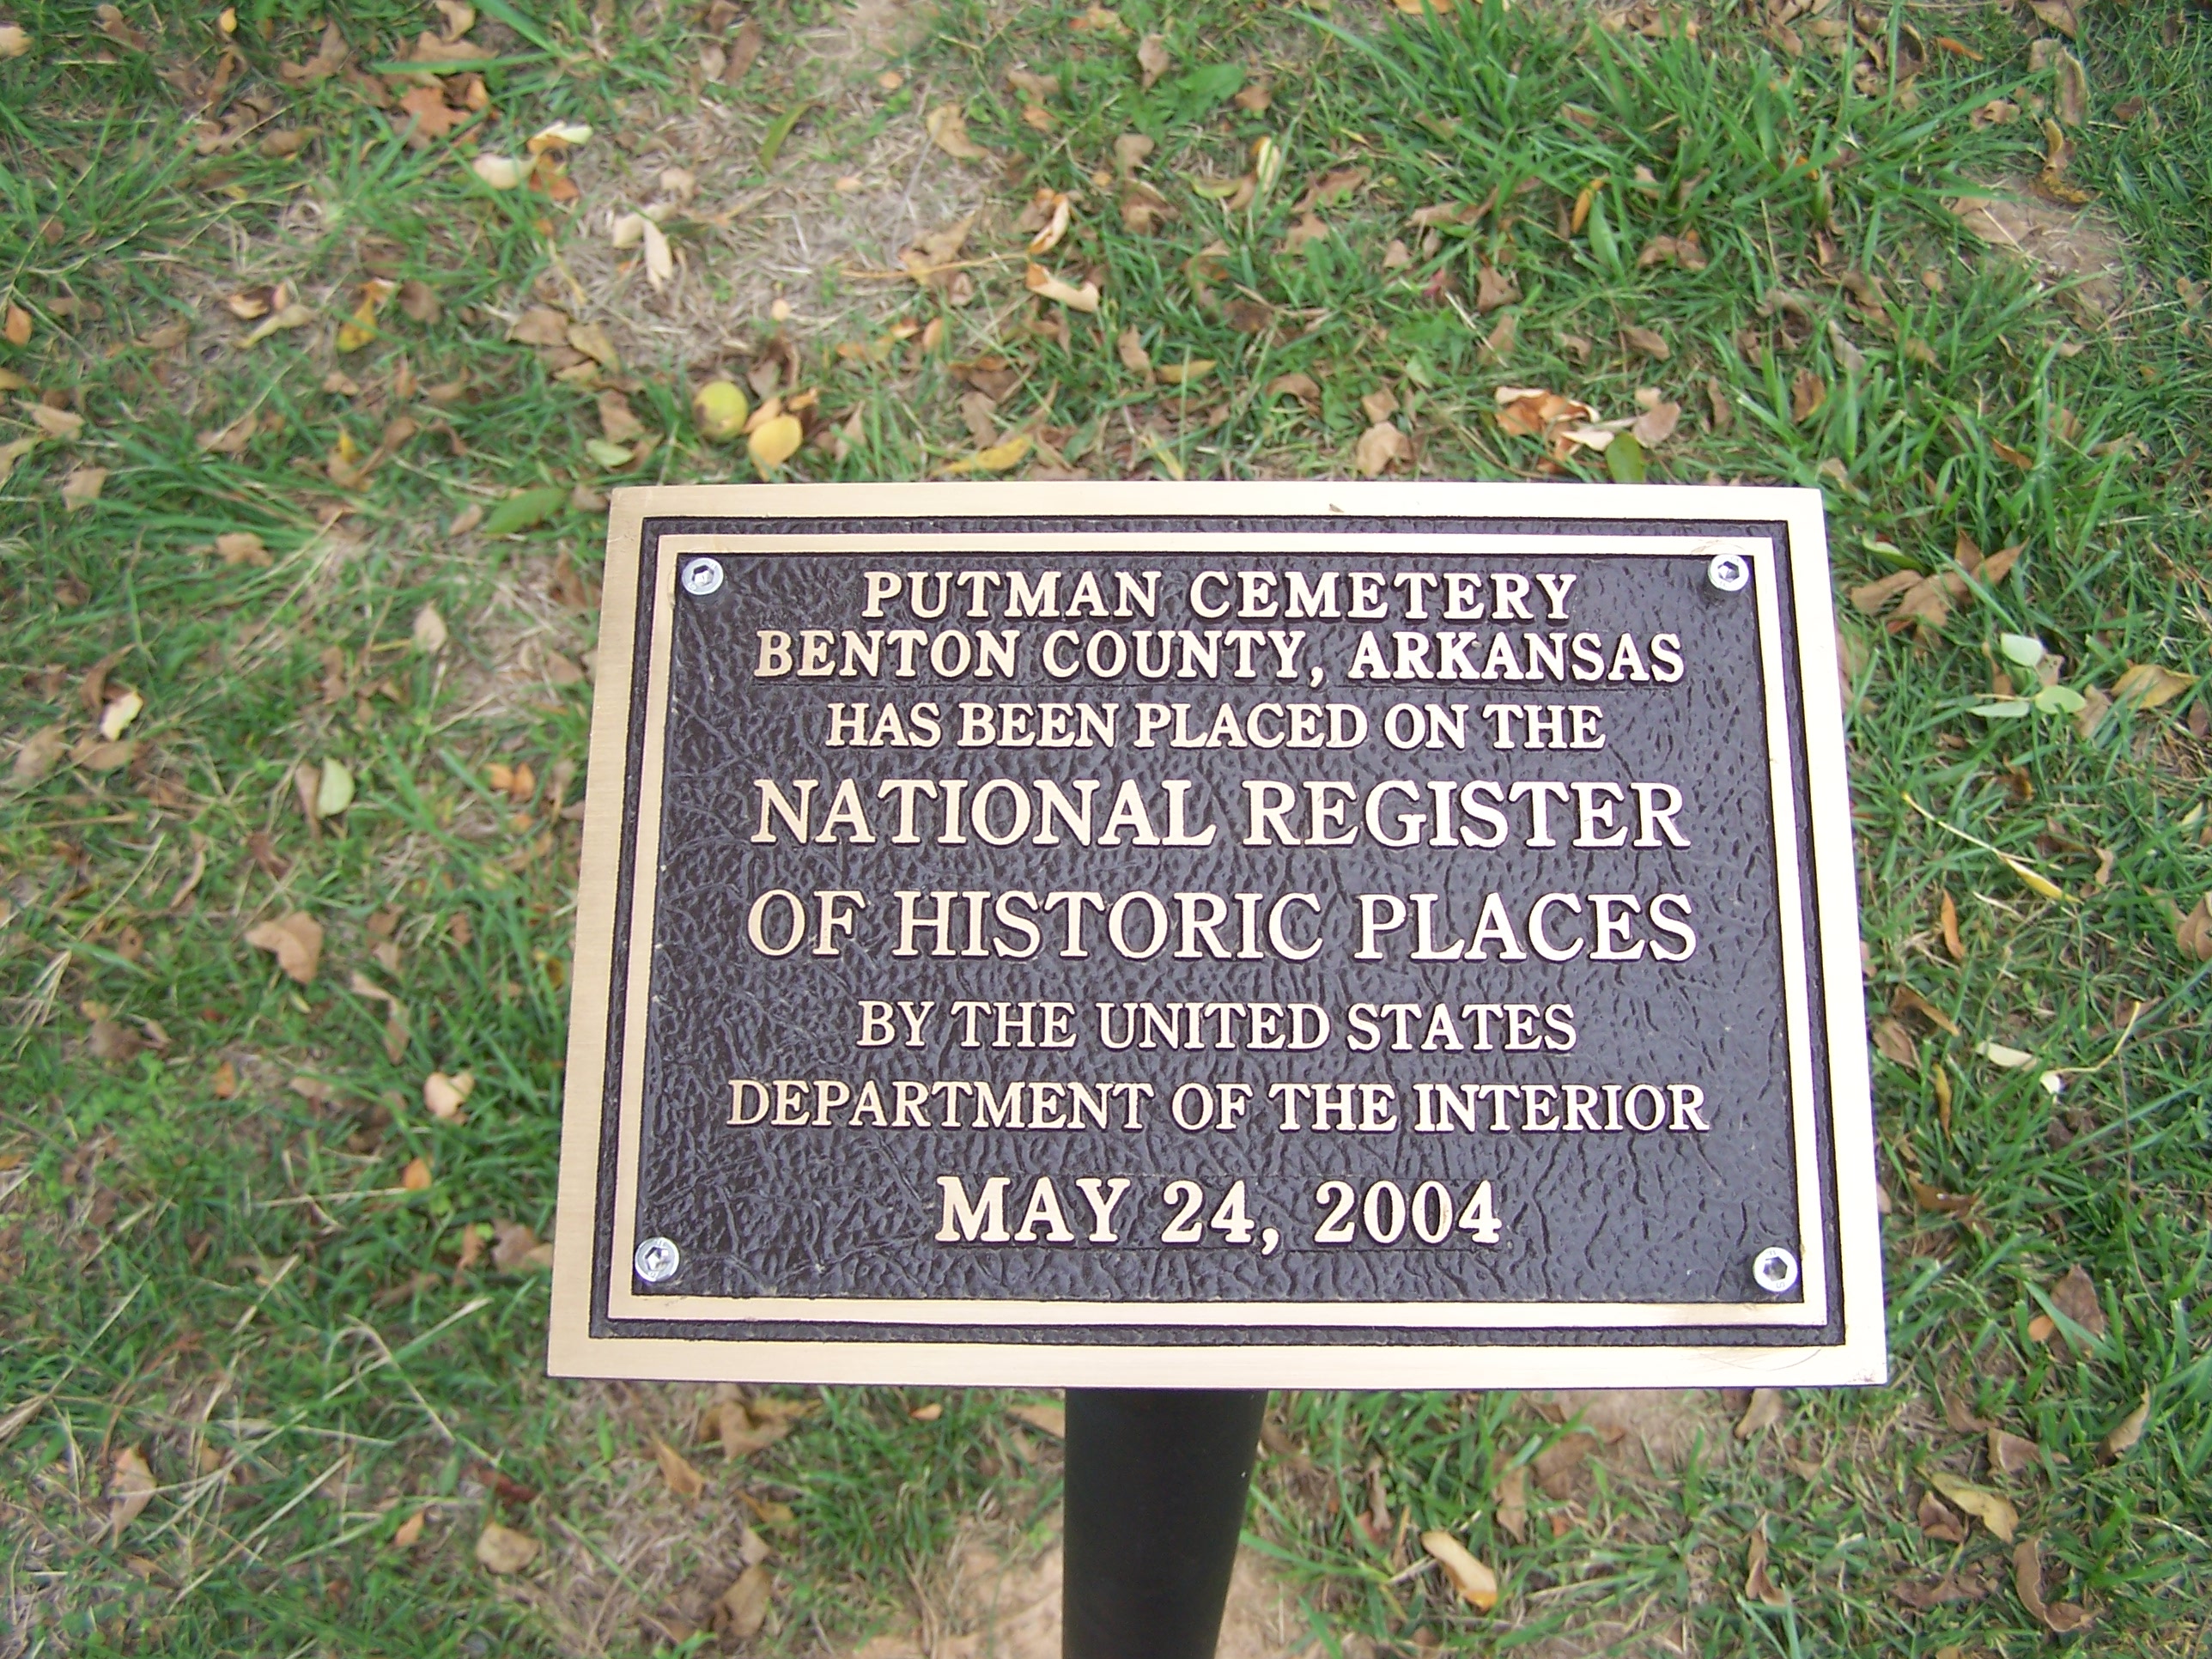 PUTMAN CEMETERY
BENTON COUNTY, ARKANSAS
HAS BEEN PLACED ON THE
NATIONAL REGISTER
OF HISTORIC PLACES
BY THE UNITED STATES
DEPARTMENT OF THE INTERIOR
MAY 24, 2004